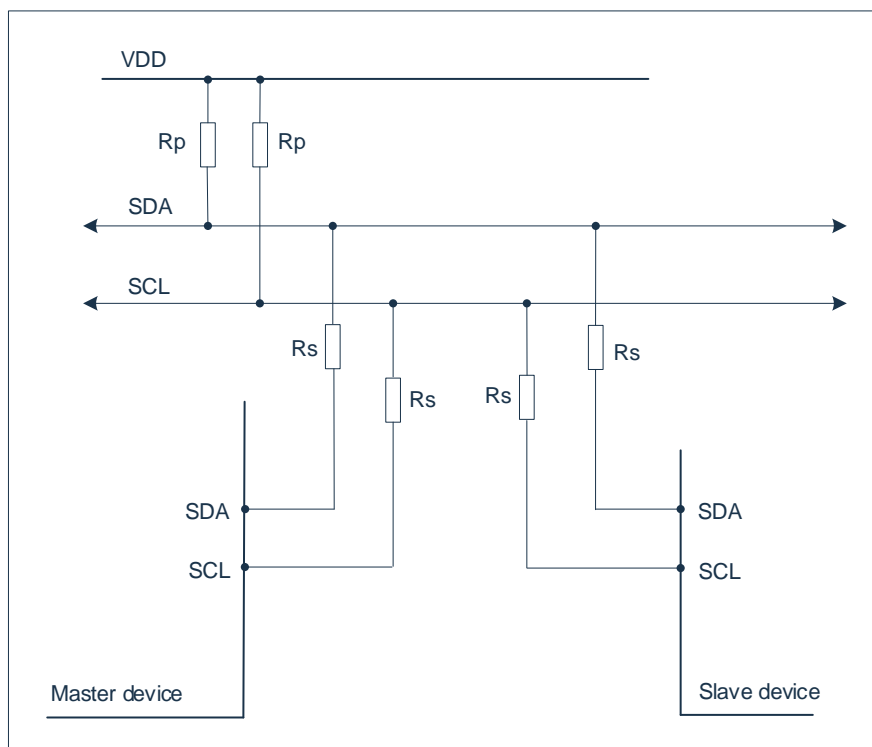 VDD
Rp
Rp
SDA
SCL
Rs
Rs
Rs
Rs
SDA
SDA
SCL
SCL
Master device
Slave device